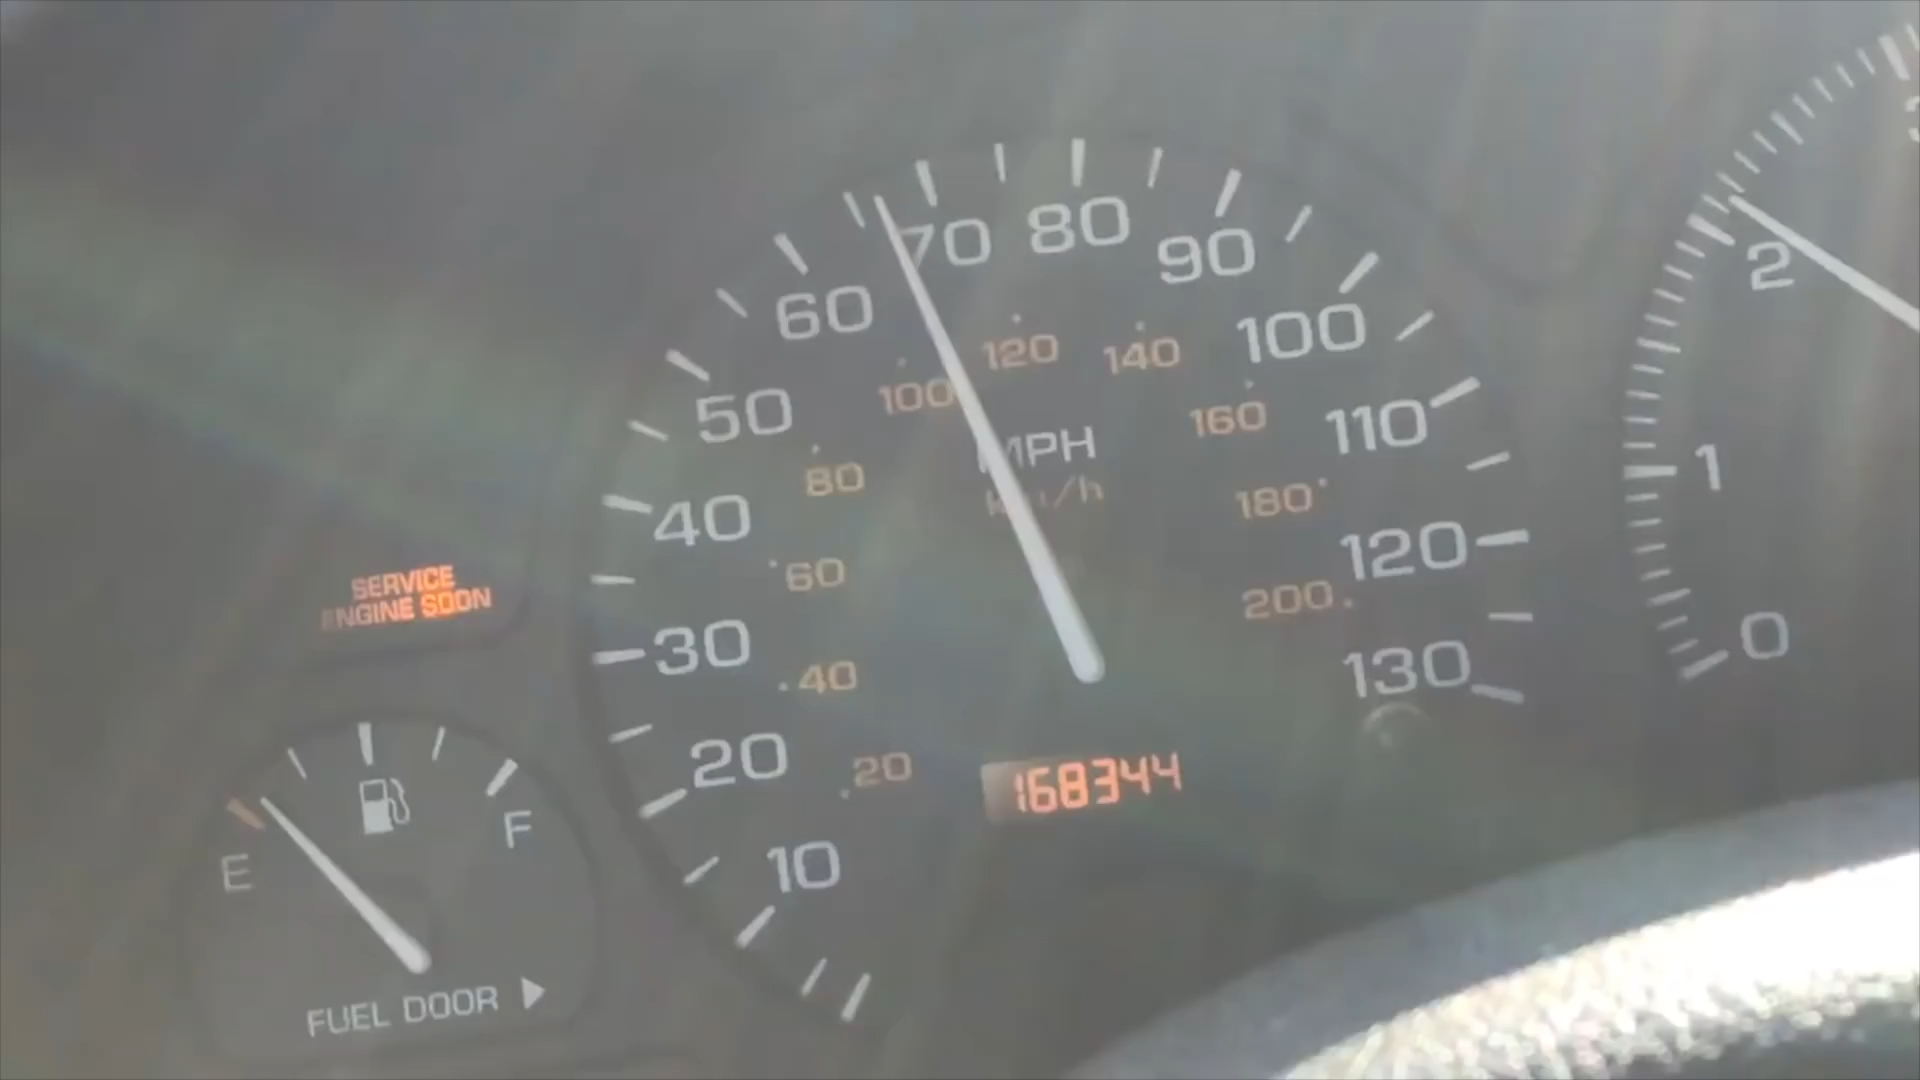 70 80 90
60 100
120 140
100
50 160 110
MPH
80 km/h 180
40 120
2
1
SERVICE
ENGINE SOON
60 200
30 130 0
40
20 20 168344
10
E F
FUEL DOOR